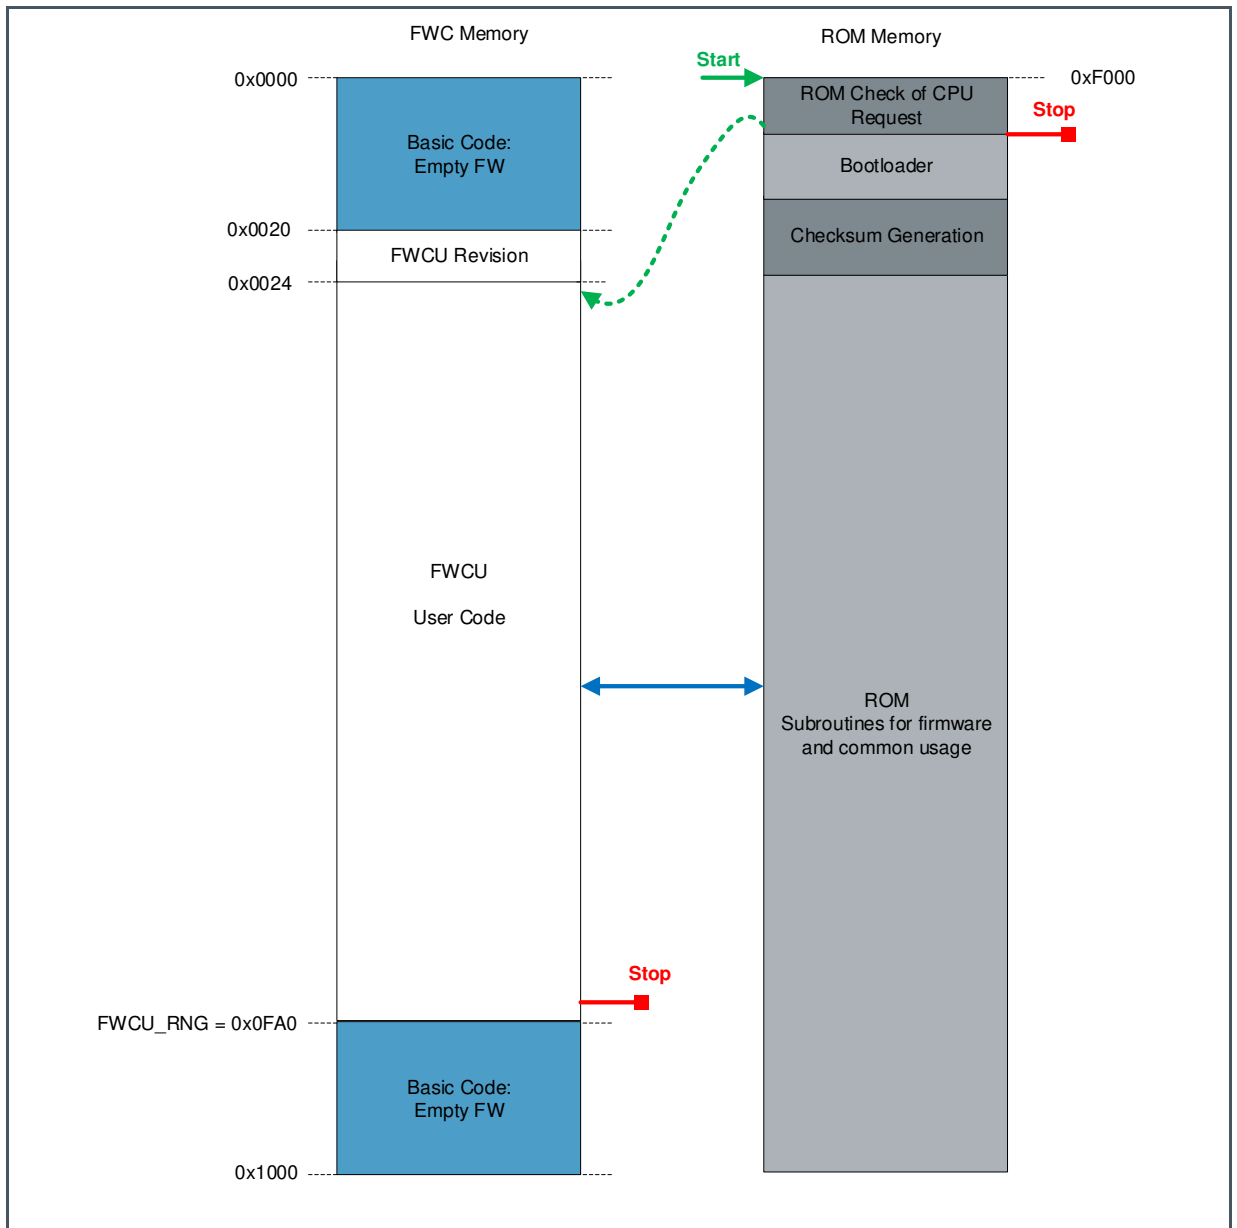 FWC Memory
ROM Memory
0x0000
Start
0xF000
ROM Check of CPU
Request
Stop
Basic Code:
Empty FW
Bootloader
0x0020
Checksum Generation
FWCU Revision
0x0024
FWCU
User Code
ROM
Subroutines for firmware
and common usage
Stop
FWCU_RNG = 0x0FA0
Basic Code:
Empty FW
0x1000